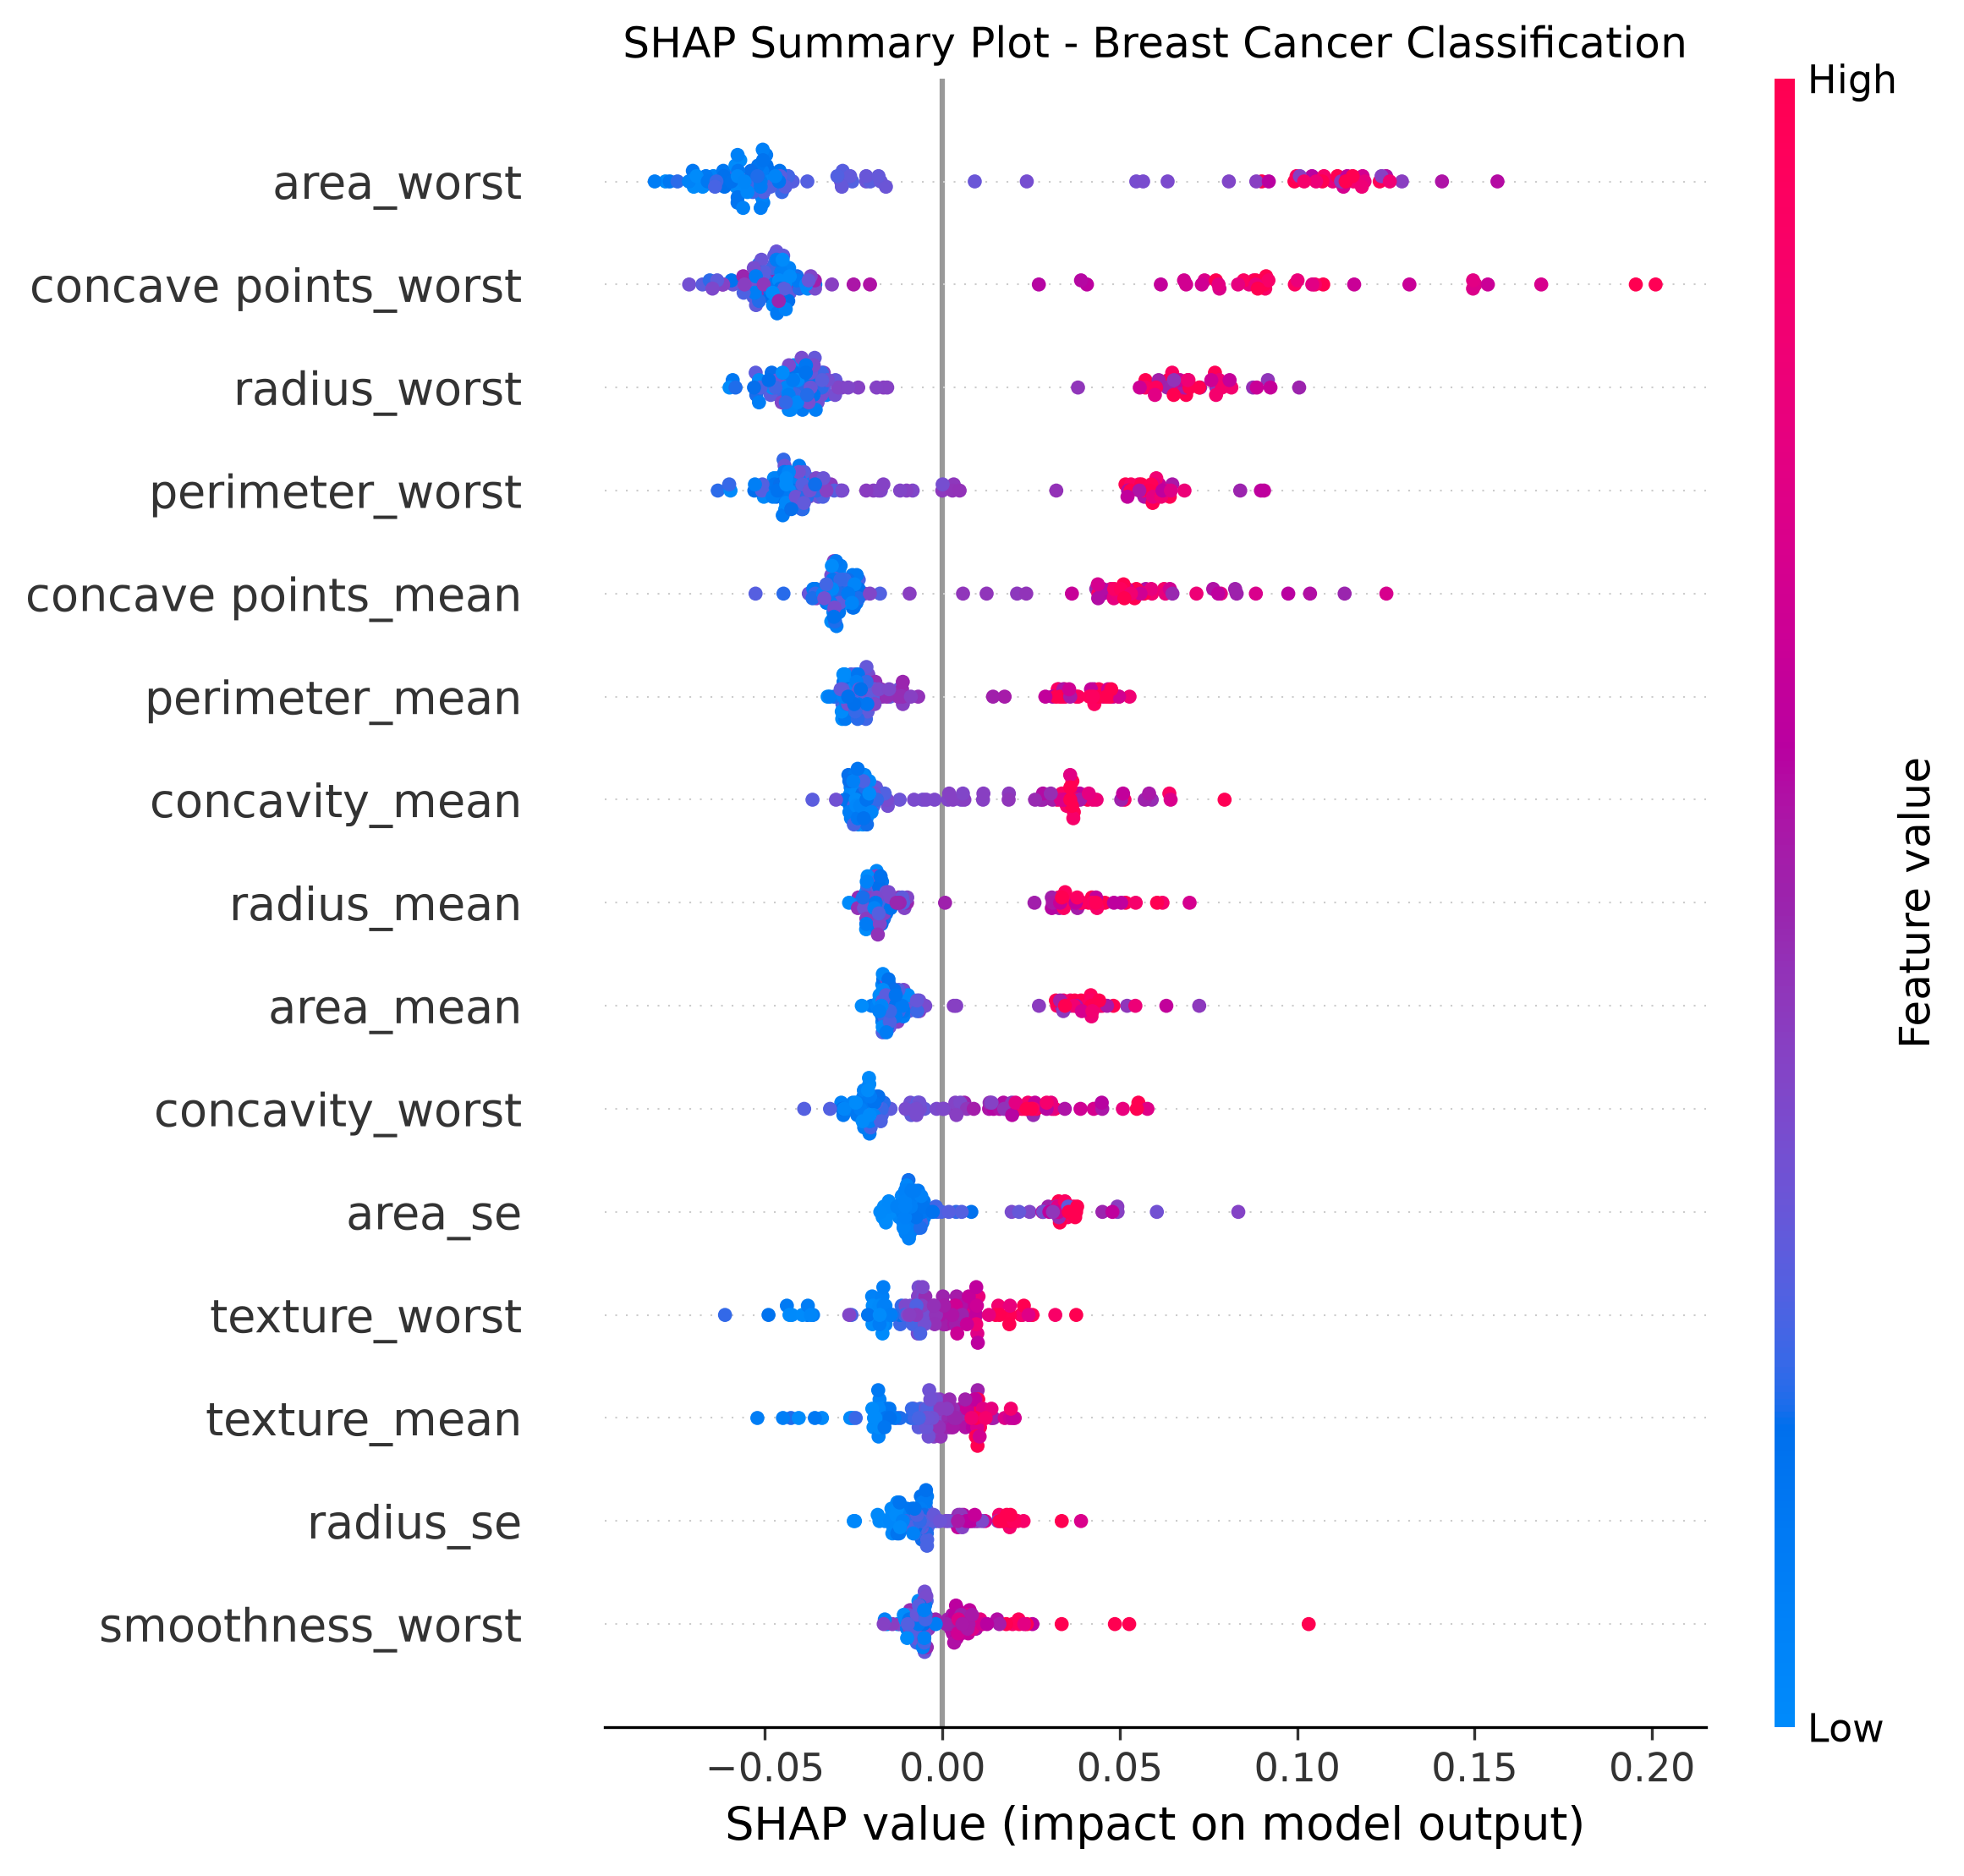 SHAP Summary Plot - Breast Cancer Classification
High
area_worst
concave points_worst
radius_worst
perimeter_worst
concave points_mean
perimeter_mean
concavity_mean
radius_mean
area_mean
concavity_worst
area_se
texture_worst
texture_mean
radius_se
smoothness_worst
Feature value
Low
−0.05 0.00 0.05 0.10 0.15 0.20
SHAP value (impact on model output)